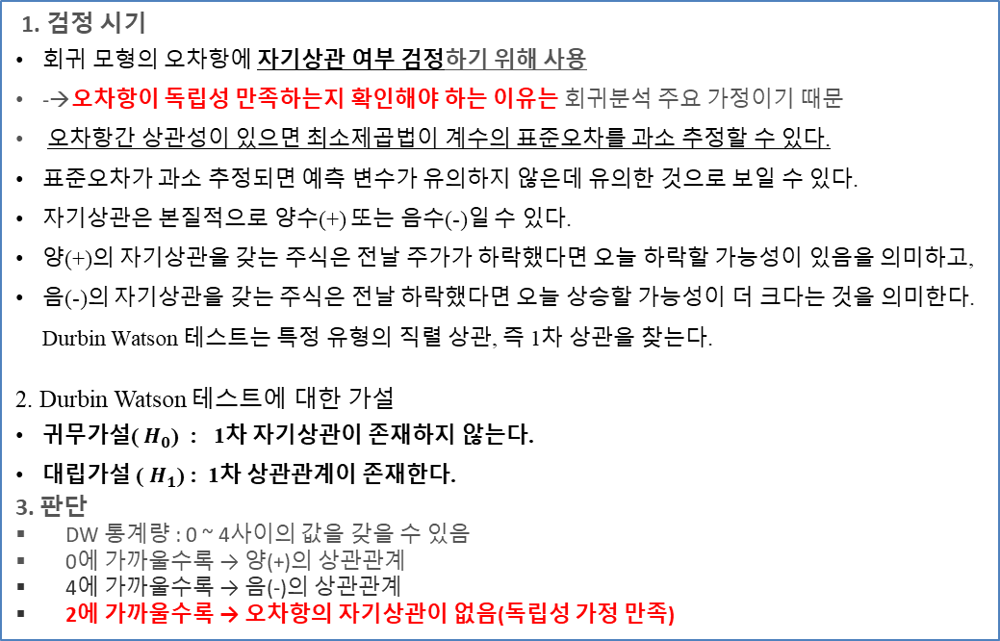 1. 검정 시기
• 회귀 모형의 오차항에 자기상관 여부 검정하기 위해 사용
• -→오차항이 독립성 만족하는지 확인해야 하는 이유는 회귀분석 주요 가정이기 때문
• 오차항간 상관성이 있으면 최소제곱법이 계수의 표준오차를 과소 추정할 수 있다.
• 표준오차가 과소 추정되면 예측 변수가 유의하지 않은데 유의한 것으로 보일 수 있다.
• 자기상관은 본질적으로 양수(+) 또는 음수(-)일 수 있다.
• 양(+)의 자기상관을 갖는 주식은 전날 주가가 하락했다면 오늘 하락할 가능성이 있음을 의미하고,
• 음(-)의 자기상관을 갖는 주식은 전날 하락했다면 오늘 상승할 가능성이 더 크다는 것을 의미한다.
Durbin Watson 테스트는 특정 유형의 직렬 상관, 즉 1차 상관을 찾는다.
2. Durbin Watson 테스트에 대한 가설
• 귀무가설( H₀) : 1차 자기상관이 존재하지 않는다.
• 대립가설 ( H₁) : 1차 상관관계이 존재한다.
3. 판단
▪ DW 통계량 : 0 ~ 4사이의 값을 갖을 수 있음
▪ 0에 가까울수록 → 양(+)의 상관관계
▪ 4에 가까울수록 → 음(-)의 상관관계
▪ 2에 가까울수록 → 오차항의 자기상관이 없음(독립성 가정 만족)